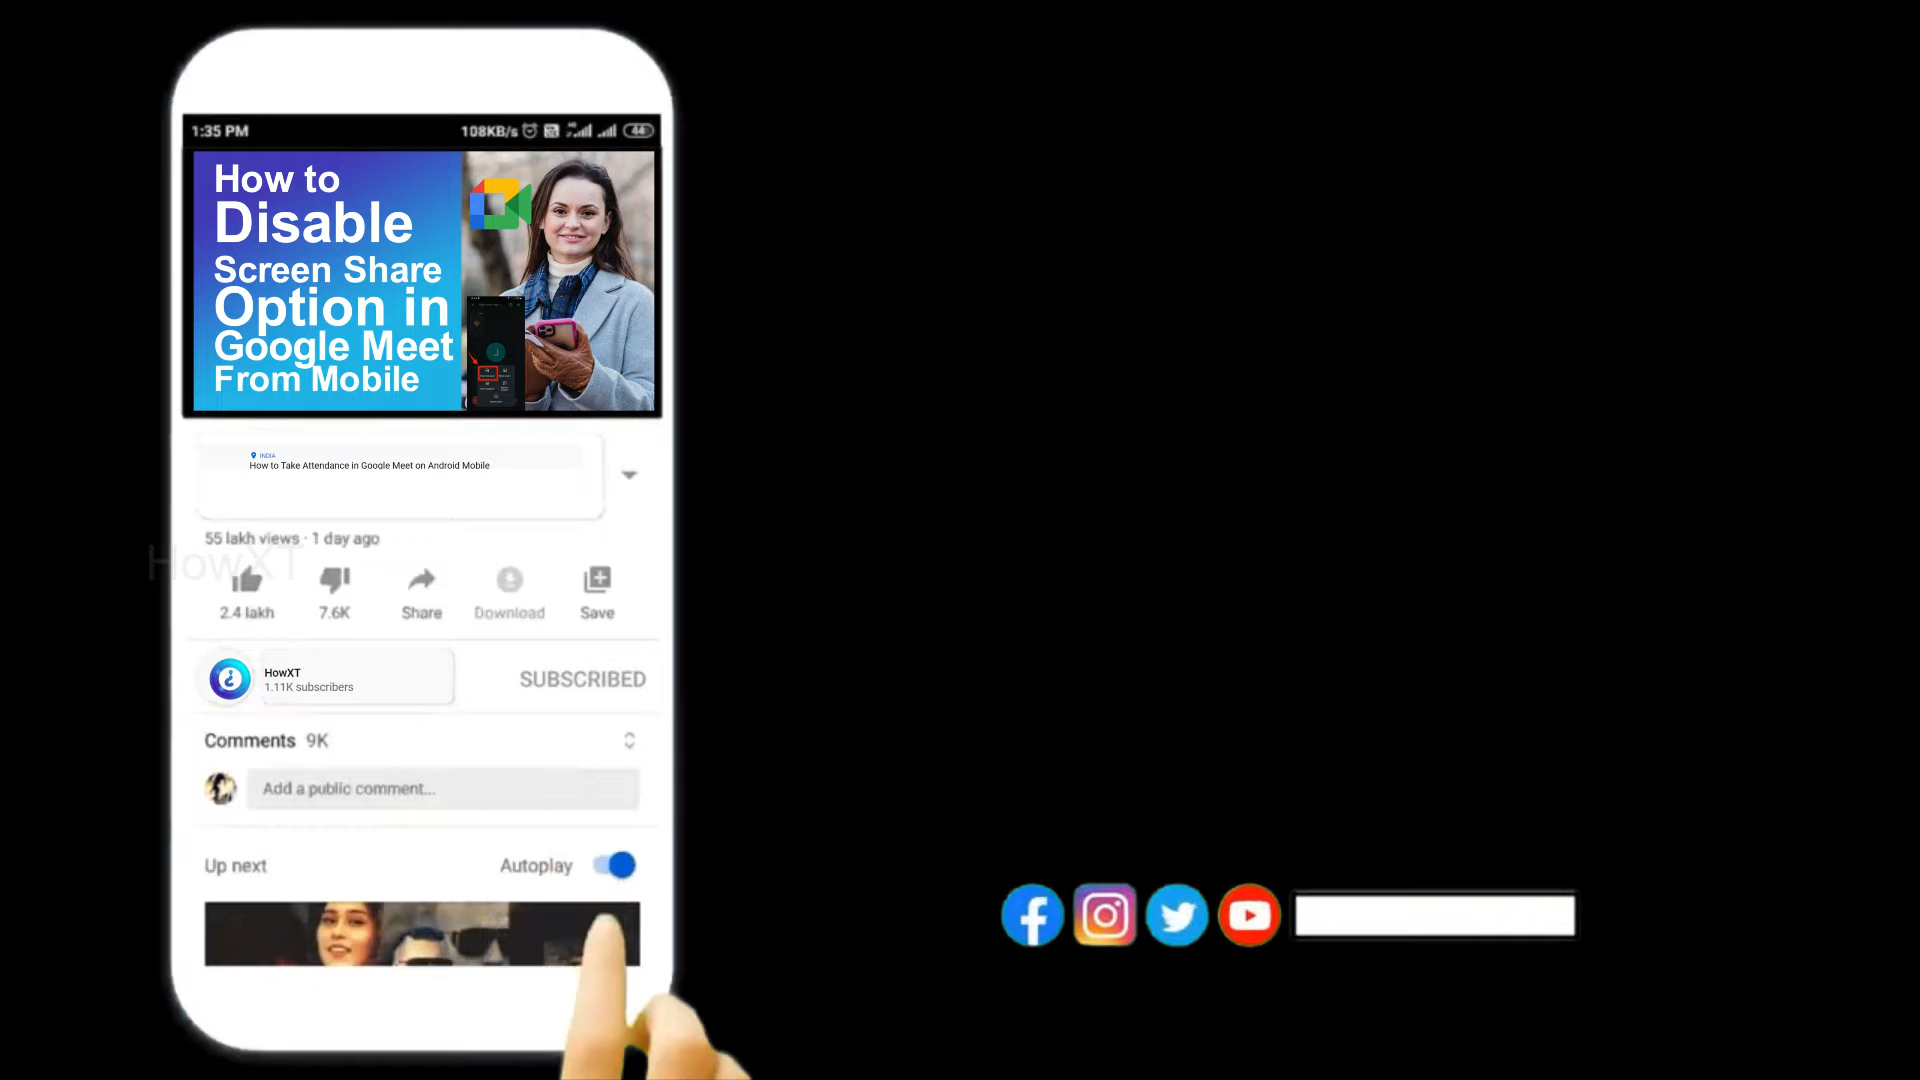 1:35 PM
108KB/s
44
How to
Disable
Screen Share
Option in
Google Meet
From Mobile
INDIA
How to Take Attendance in Google Meet on Android Mobile
55 lakh views · 1 day ago
HowXT
2.4 lakh
7.6K
Share
Download
Save
HowXT
1.11K subscribers
SUBSCRIBED
Comments 9K
Add a public comment...
Up next
Autoplay